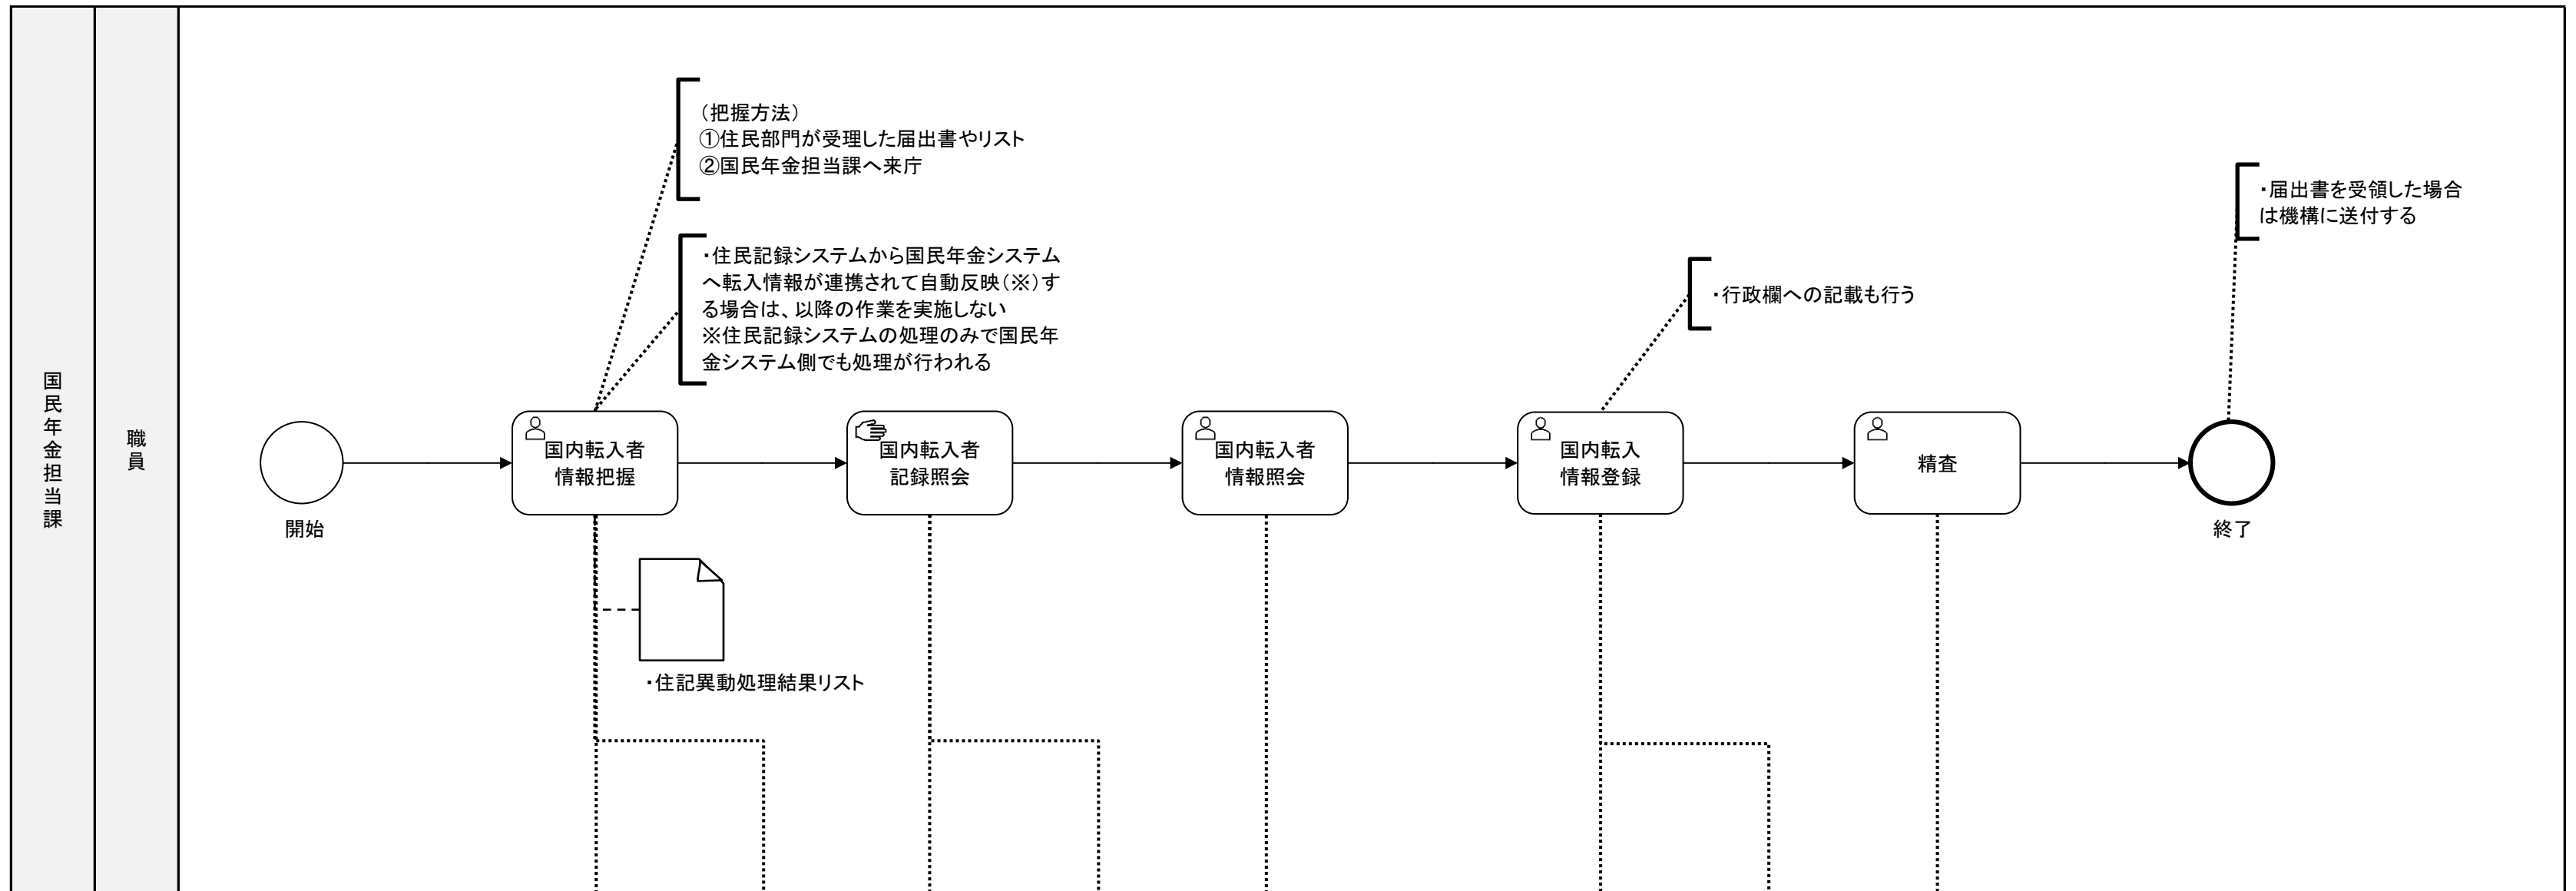 国民年金担当課
職員
(把握方法)
①住民部門が受理した届出書やリスト
②国民年金担当課へ来庁
・住民記録システムから国民年金システム
へ転入情報が連携されて自動反映(※)す
る場合は、以降の作業を実施しない
※住民記録システムの処理のみで国民年
金システム側でも処理が行われる
・行政欄への記載も行う
・届出書を受領した場合
は機構に送付する
開始
国内転入者
情報把握
国内転入者
記録照会
国内転入者
情報照会
国内転入
情報登録
精査
終了
・住記異動処理結果リスト